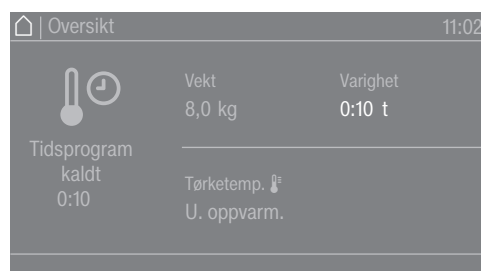 | Oversikt 11:02
Vekt Varighet
8,0 kg 0:10 t
Tidsprogram
kaldt
0:10
Tørketemp.
U. oppvarm.